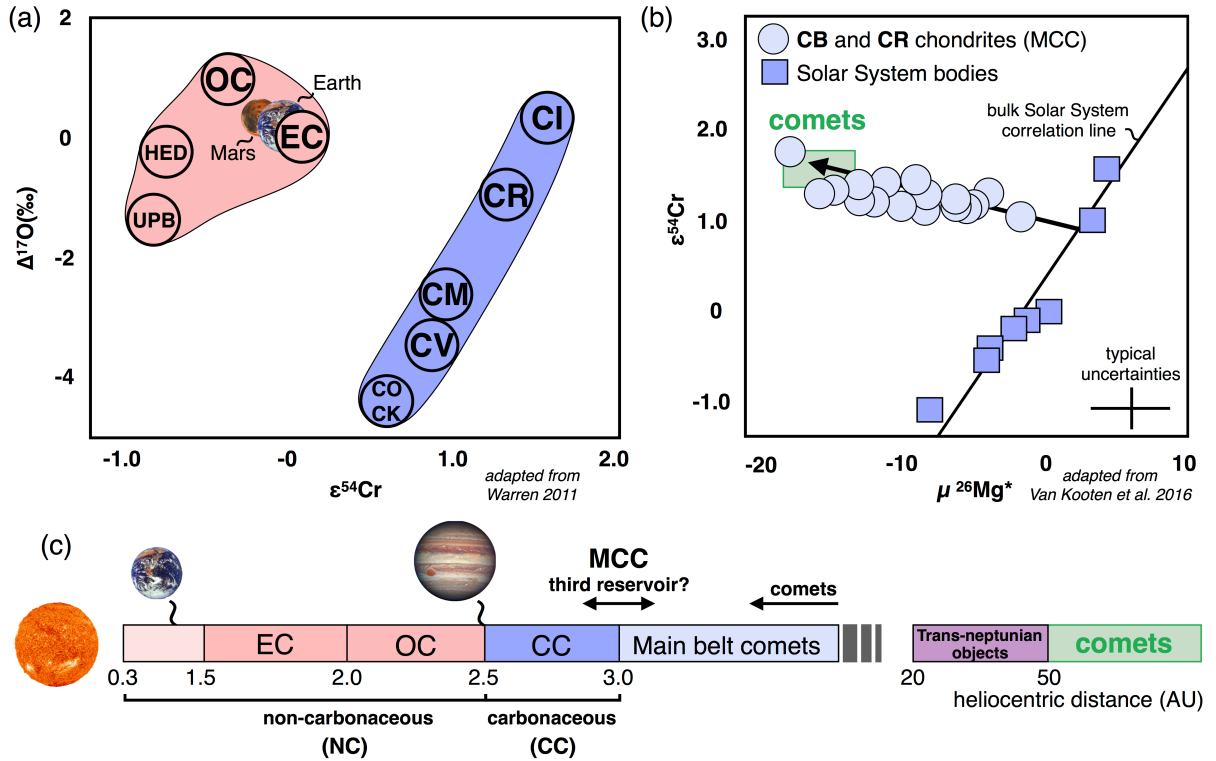 (a)
2
0
-2
-4
Δ¹⁷O(‰)
OC
Earth
EC
Mars
HED
UPB
CI
CR
CM
CV
CO
CK
-1.0
-0
1.0
2.0
ε⁵⁴Cr
adapted from
Warren 2011
(b)
3.0
2.0
1.0
0
-1.0
ε⁵⁴Cr
CB and CR chondrites (MCC)
Solar System bodies
comets
bulk Solar System
correlation line
typical
uncertainties
-20
-10
0
10
μ ²⁶Mg*
adapted from
Van Kooten et al. 2016
(c)
MCC
third reservoir?
comets
EC
OC
CC
Main belt comets
Trans-neptunian
objects
comets
0.3
1.5
2.0
2.5
3.0
20
50
heliocentric distance (AU)
non-carbonaceous
(NC)
carbonaceous
(CC)